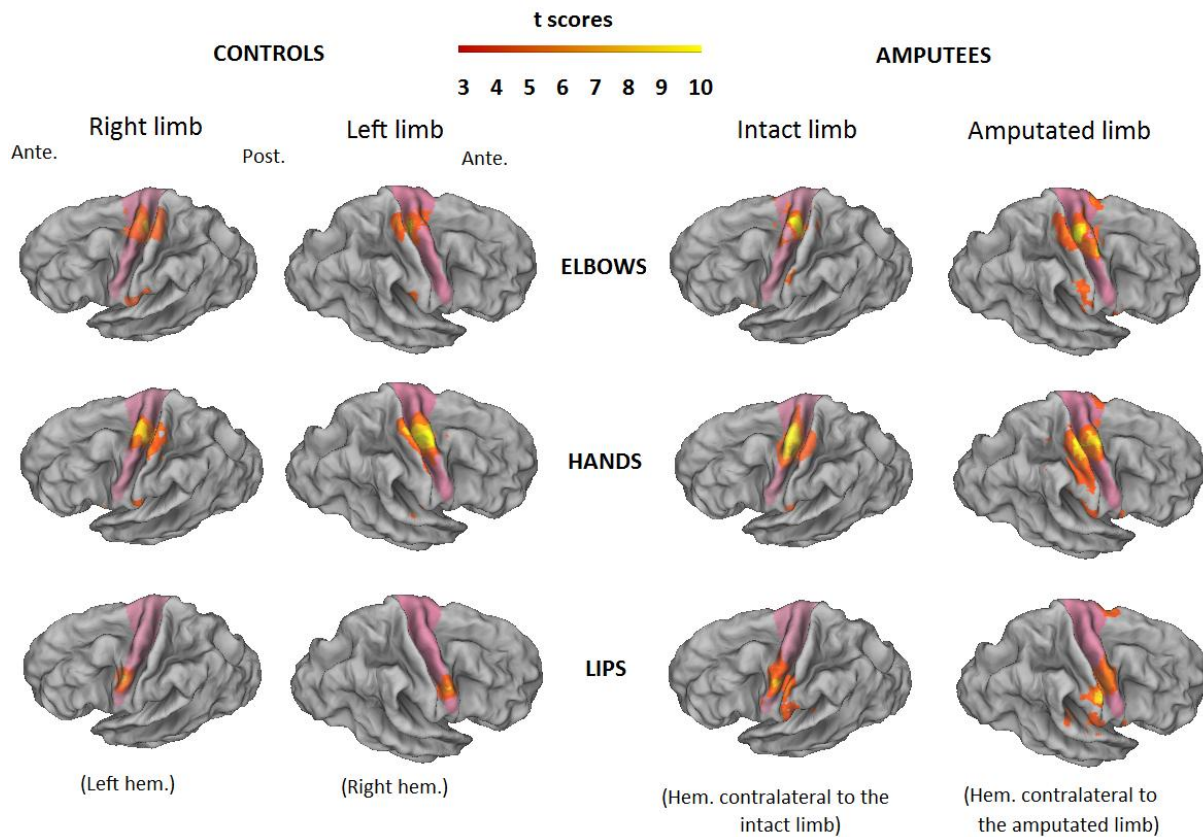 t scores
CONTROLS
AMPUTEES
3 4 5 6 7 8 9 10
Right limb
Left limb
Intact limb
Amputated limb
Ante.
Post.
Ante.
ELBOWS
HANDS
LIPS
(Left hem.)
(Right hem.)
(Hem. contralateral to the
intact limb)
(Hem. contralateral to
the amputated limb)